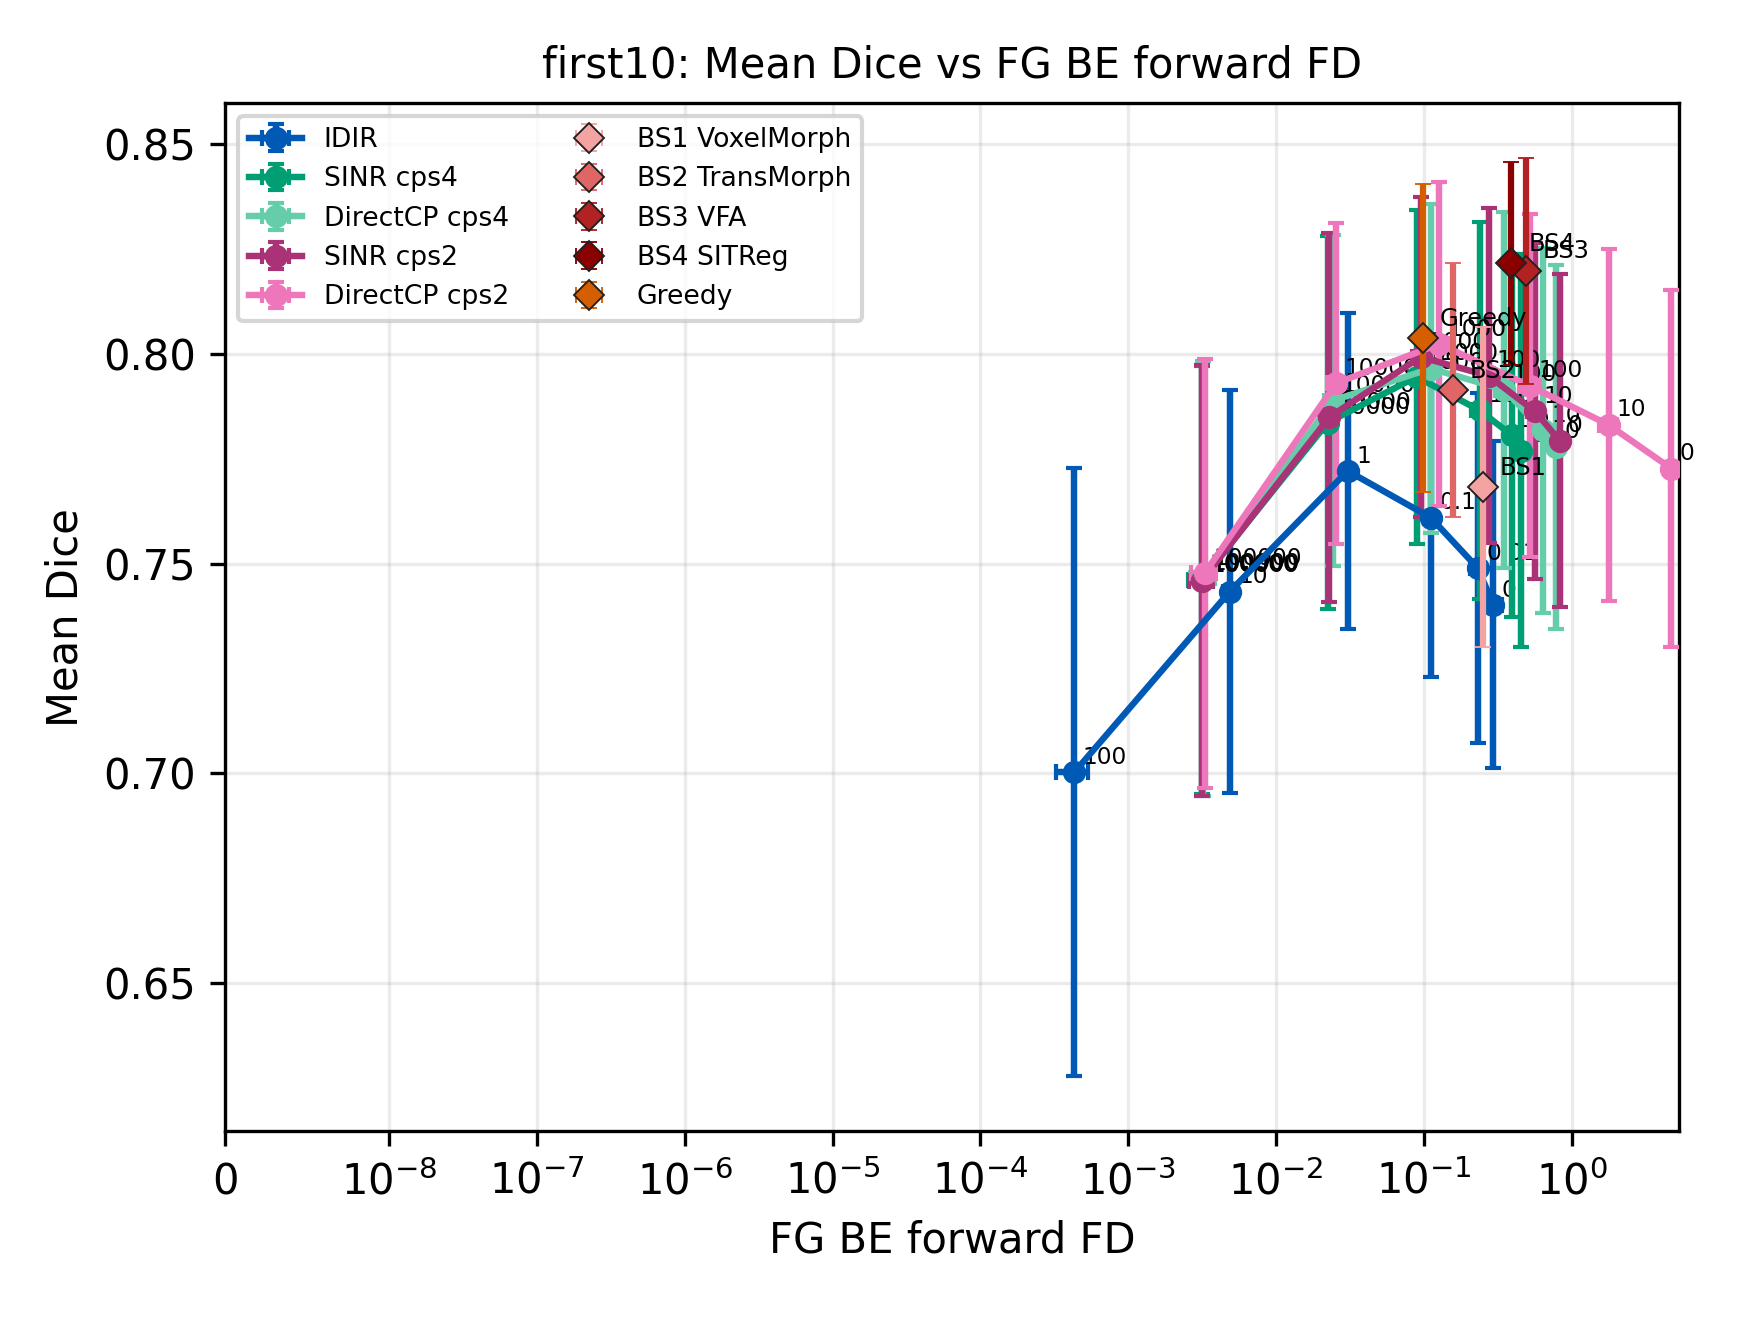 first10: Mean Dice vs FG BE forward FD
IDIR
SINR cps4
DirectCP cps4
SINR cps2
DirectCP cps2
BS1 VoxelMorph
BS2 TransMorph
BS3 VFA
BS4 SITReg
Greedy
0.85
0.80
0.75
0.70
0.65
Mean Dice
BS4
BS3
Greedy
BS2
100
10
10
0
1
BS1
0.1
0
10
100
0
10⁻⁸
10⁻⁷
10⁻⁶
10⁻⁵
10⁻⁴
10⁻³
10⁻²
10⁻¹
10⁰
FG BE forward FD